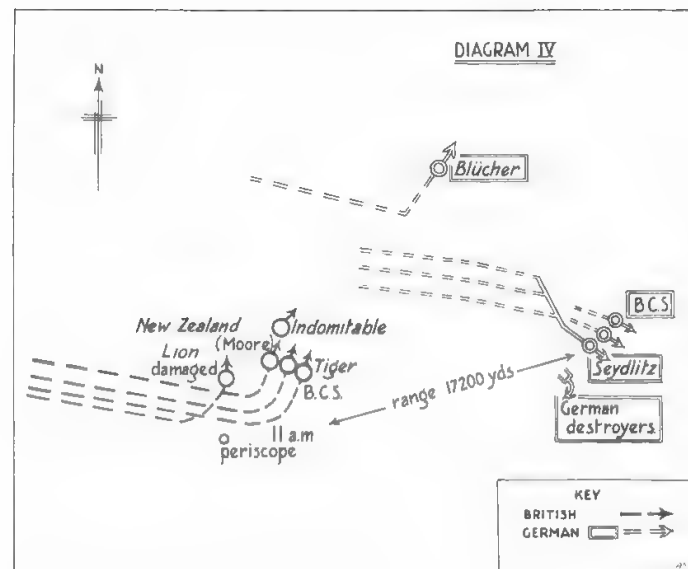 DIAGRAM IV
N
Blücher
B.C.S.
New Zealand
(Moore)
Indomitable
Lion
damaged
Tiger
B.C.S.
Seydlitz
range 17200 yds
German
destroyers.
11 a.m
periscope
KEY
BRITISH
GERMAN